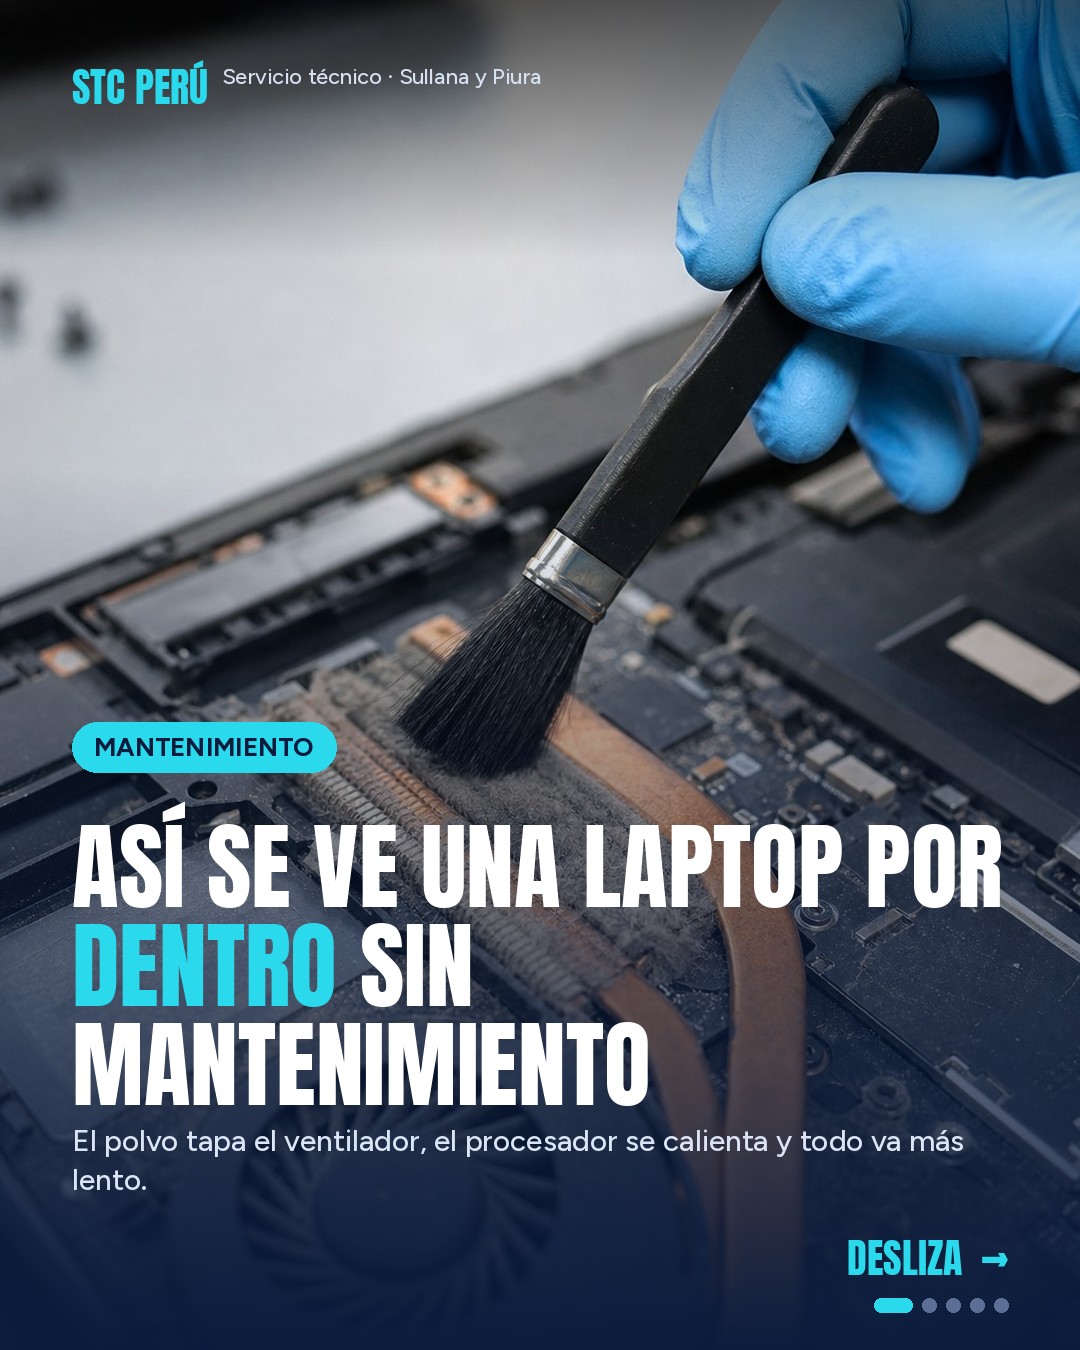 STC PERÚ Servicio técnico · Sullana y Piura
MANTENIMIENTO
ASÍ SE VE UNA LAPTOP POR
DENTRO SIN
MANTENIMIENTO
El polvo tapa el ventilador, el procesador se calienta y todo va más
lento.
DESLIZA →